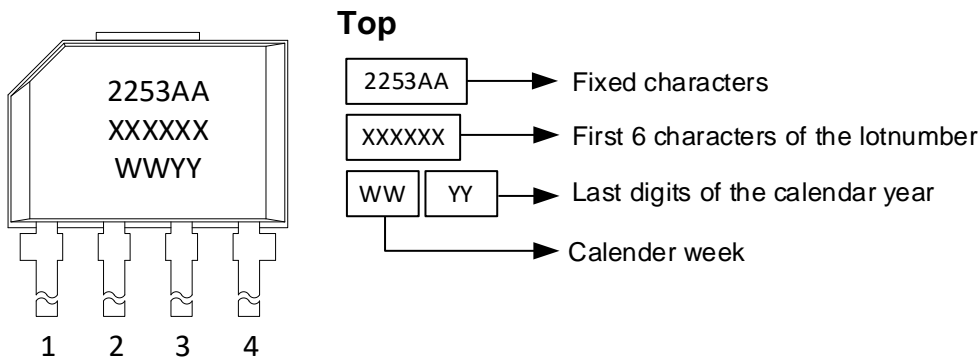 Top
2253AA
XXXXXX
WWYY
1 2 3 4
2253AA Fixed characters
XXXXXX First 6 characters of the lotnumber
WW YY Last digits of the calendar year
Calender week